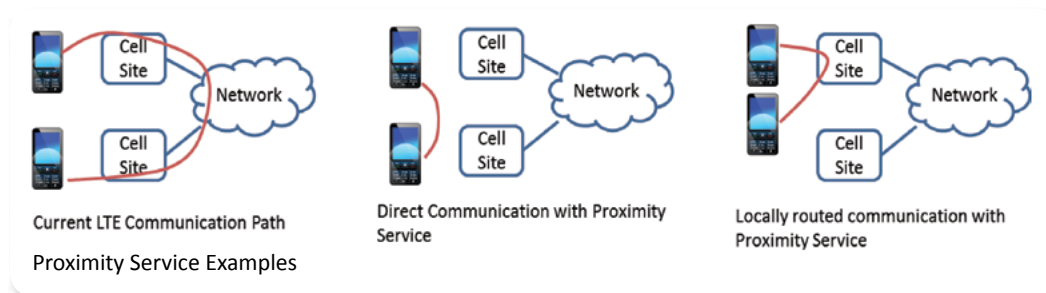 Cell
Site
Network
Cell
Site
Current LTE Communication Path
Cell
Site
Network
Cell
Site
Direct Communication with Proximity
Service
Cell
Site
Network
Cell
Site
Locally routed communication with
Proximity Service
Proximity Service Examples